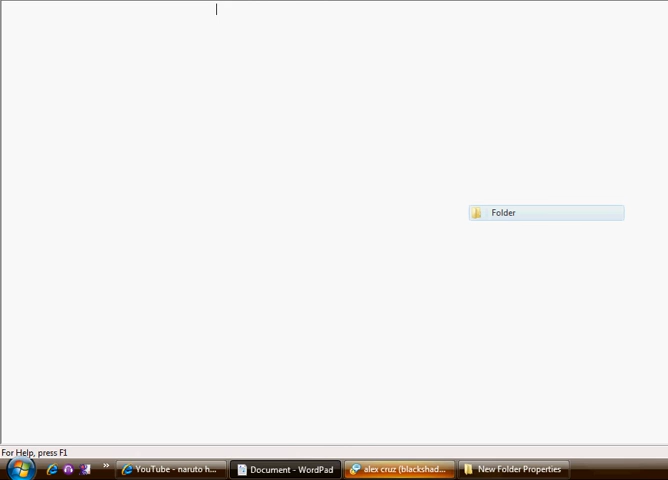 Folder
For Help, press F1
»
YouTube - naruto h...
Document - WordPad
alex cruz (blackshad...
New Folder Properties